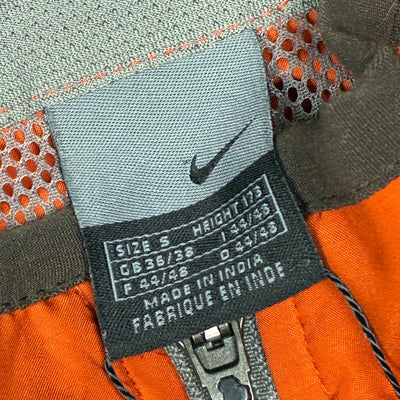 SIZE S HEIGHT 173
GB 36/38 I 44/48
F 44/48 D 44/48
MADE IN INDIA
FABRIQUE EN INDE